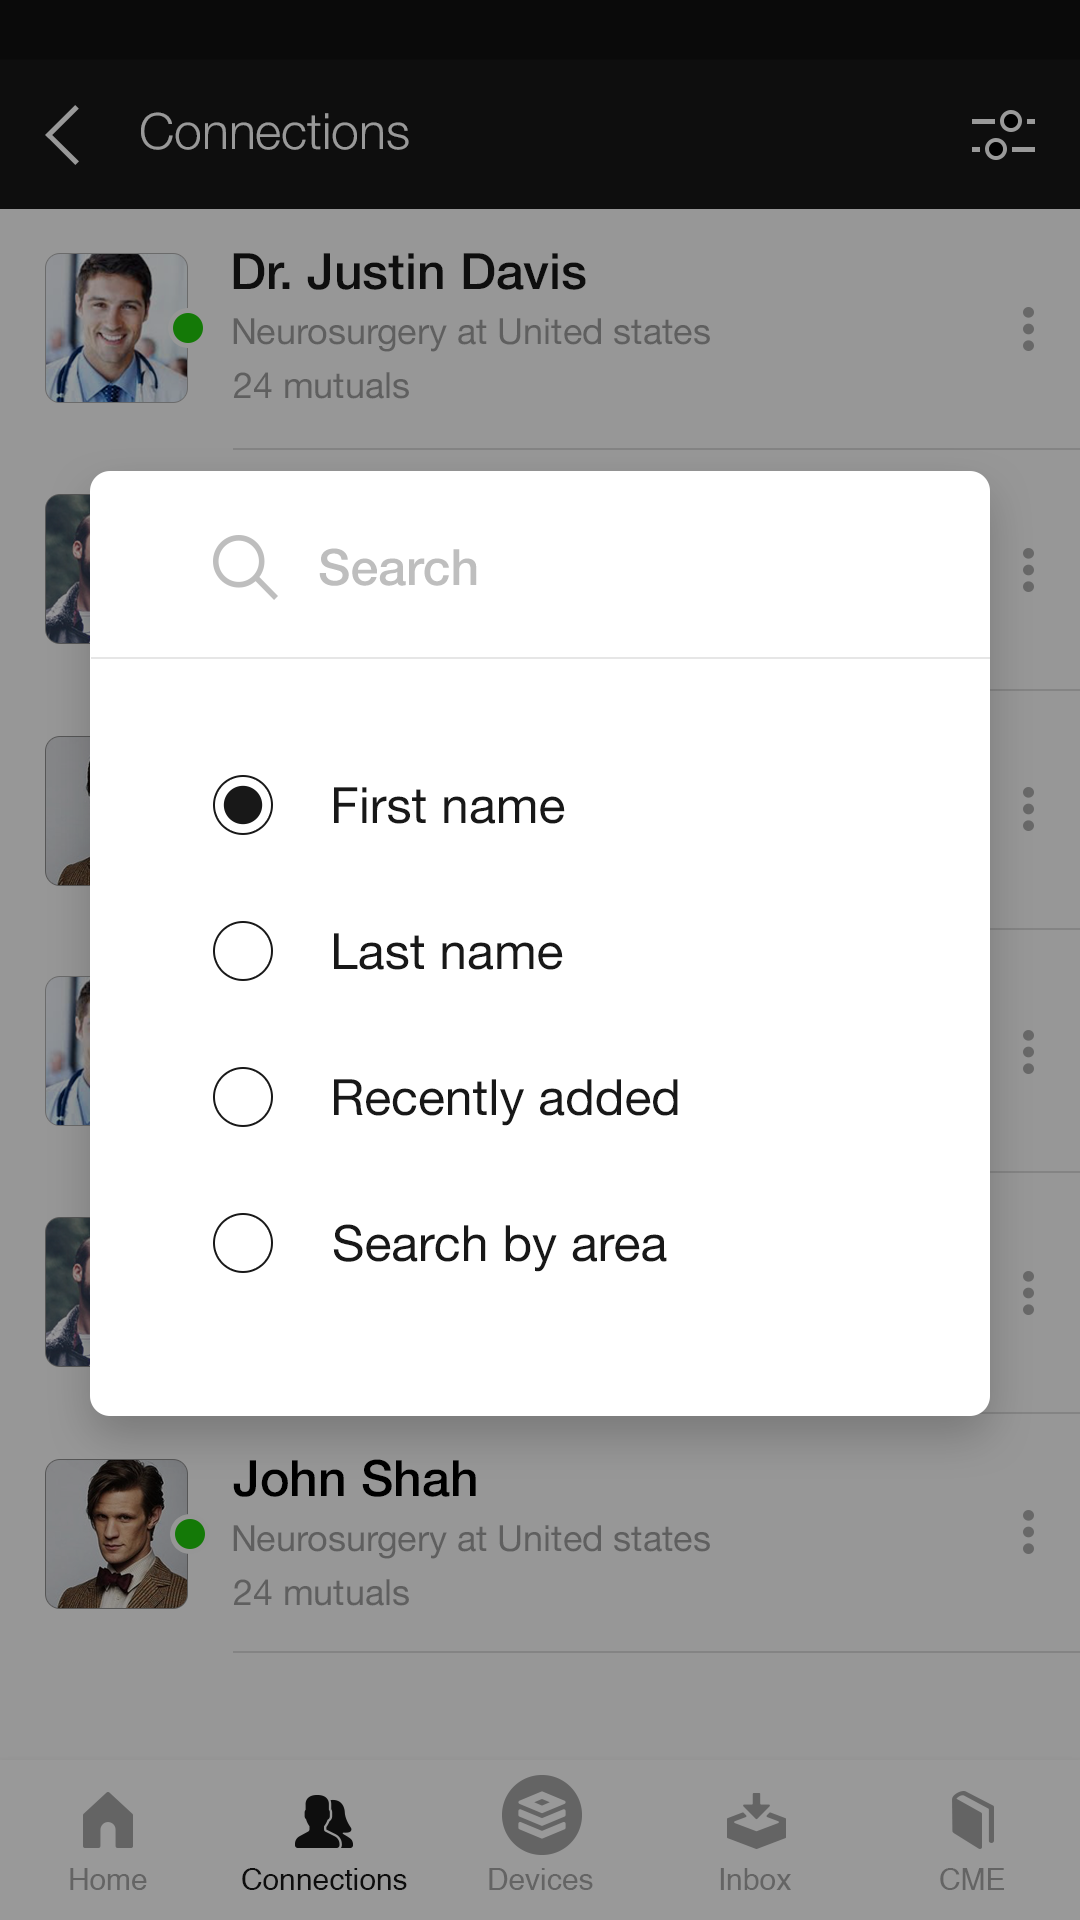 Connections
Dr. Justin Davis
Neurosurgery at United states
24 mutuals
Search
First name
Last name
Recently added
Search by area
John Shah
Neurosurgery at United states
24 mutuals
Home
Connections
Devices
Inbox
CME